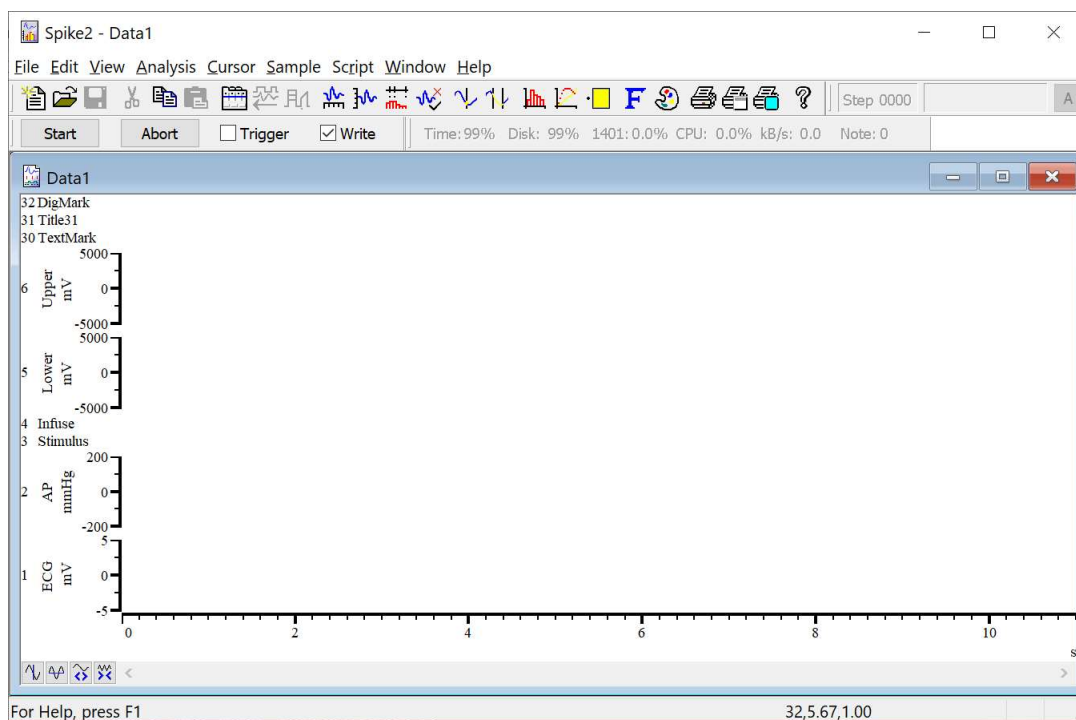 Spike2 - Data1
File Edit View Analysis Cursor Sample Script Window Help
F ? Step 0000 A
Start Abort Trigger Write Time: 99% Disk: 99% 1401: 0.0% CPU: 0.0% kB/s: 0.0 Note: 0
Data1
32 DigMark
31 Title31
30 TextMark
5000
6 Upper mV 0
-5000
5000
5 Lower mV 0
-5000
4 Infuse
3 Stimulus
200
2 AP mmHg 0
-200
5
1 ECG mV 0
-5
0 2 4 6 8 10
s
For Help, press F1 32,5.67,1.00